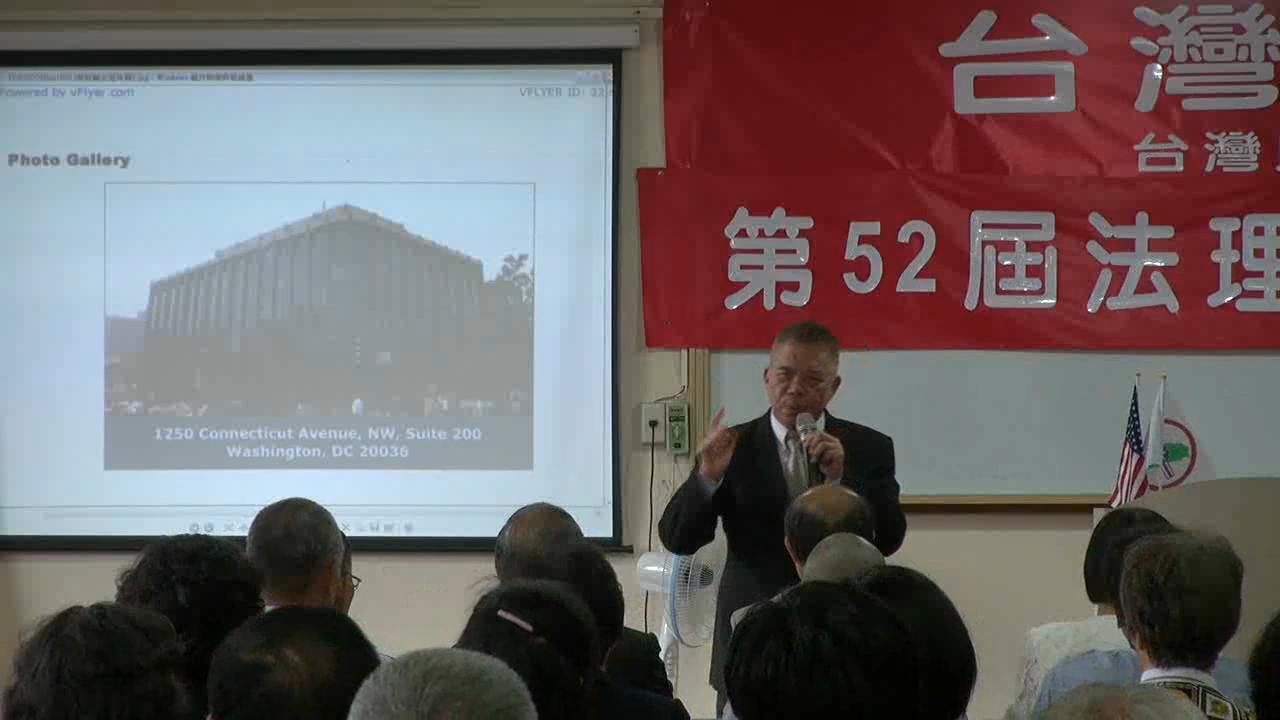 Powered by vFlyer.com
VFLYER ID: 32
Photo Gallery
1250 Connecticut Avenue, NW, Suite 200
Washington, DC 20036
台灣
台灣
第52屆法理